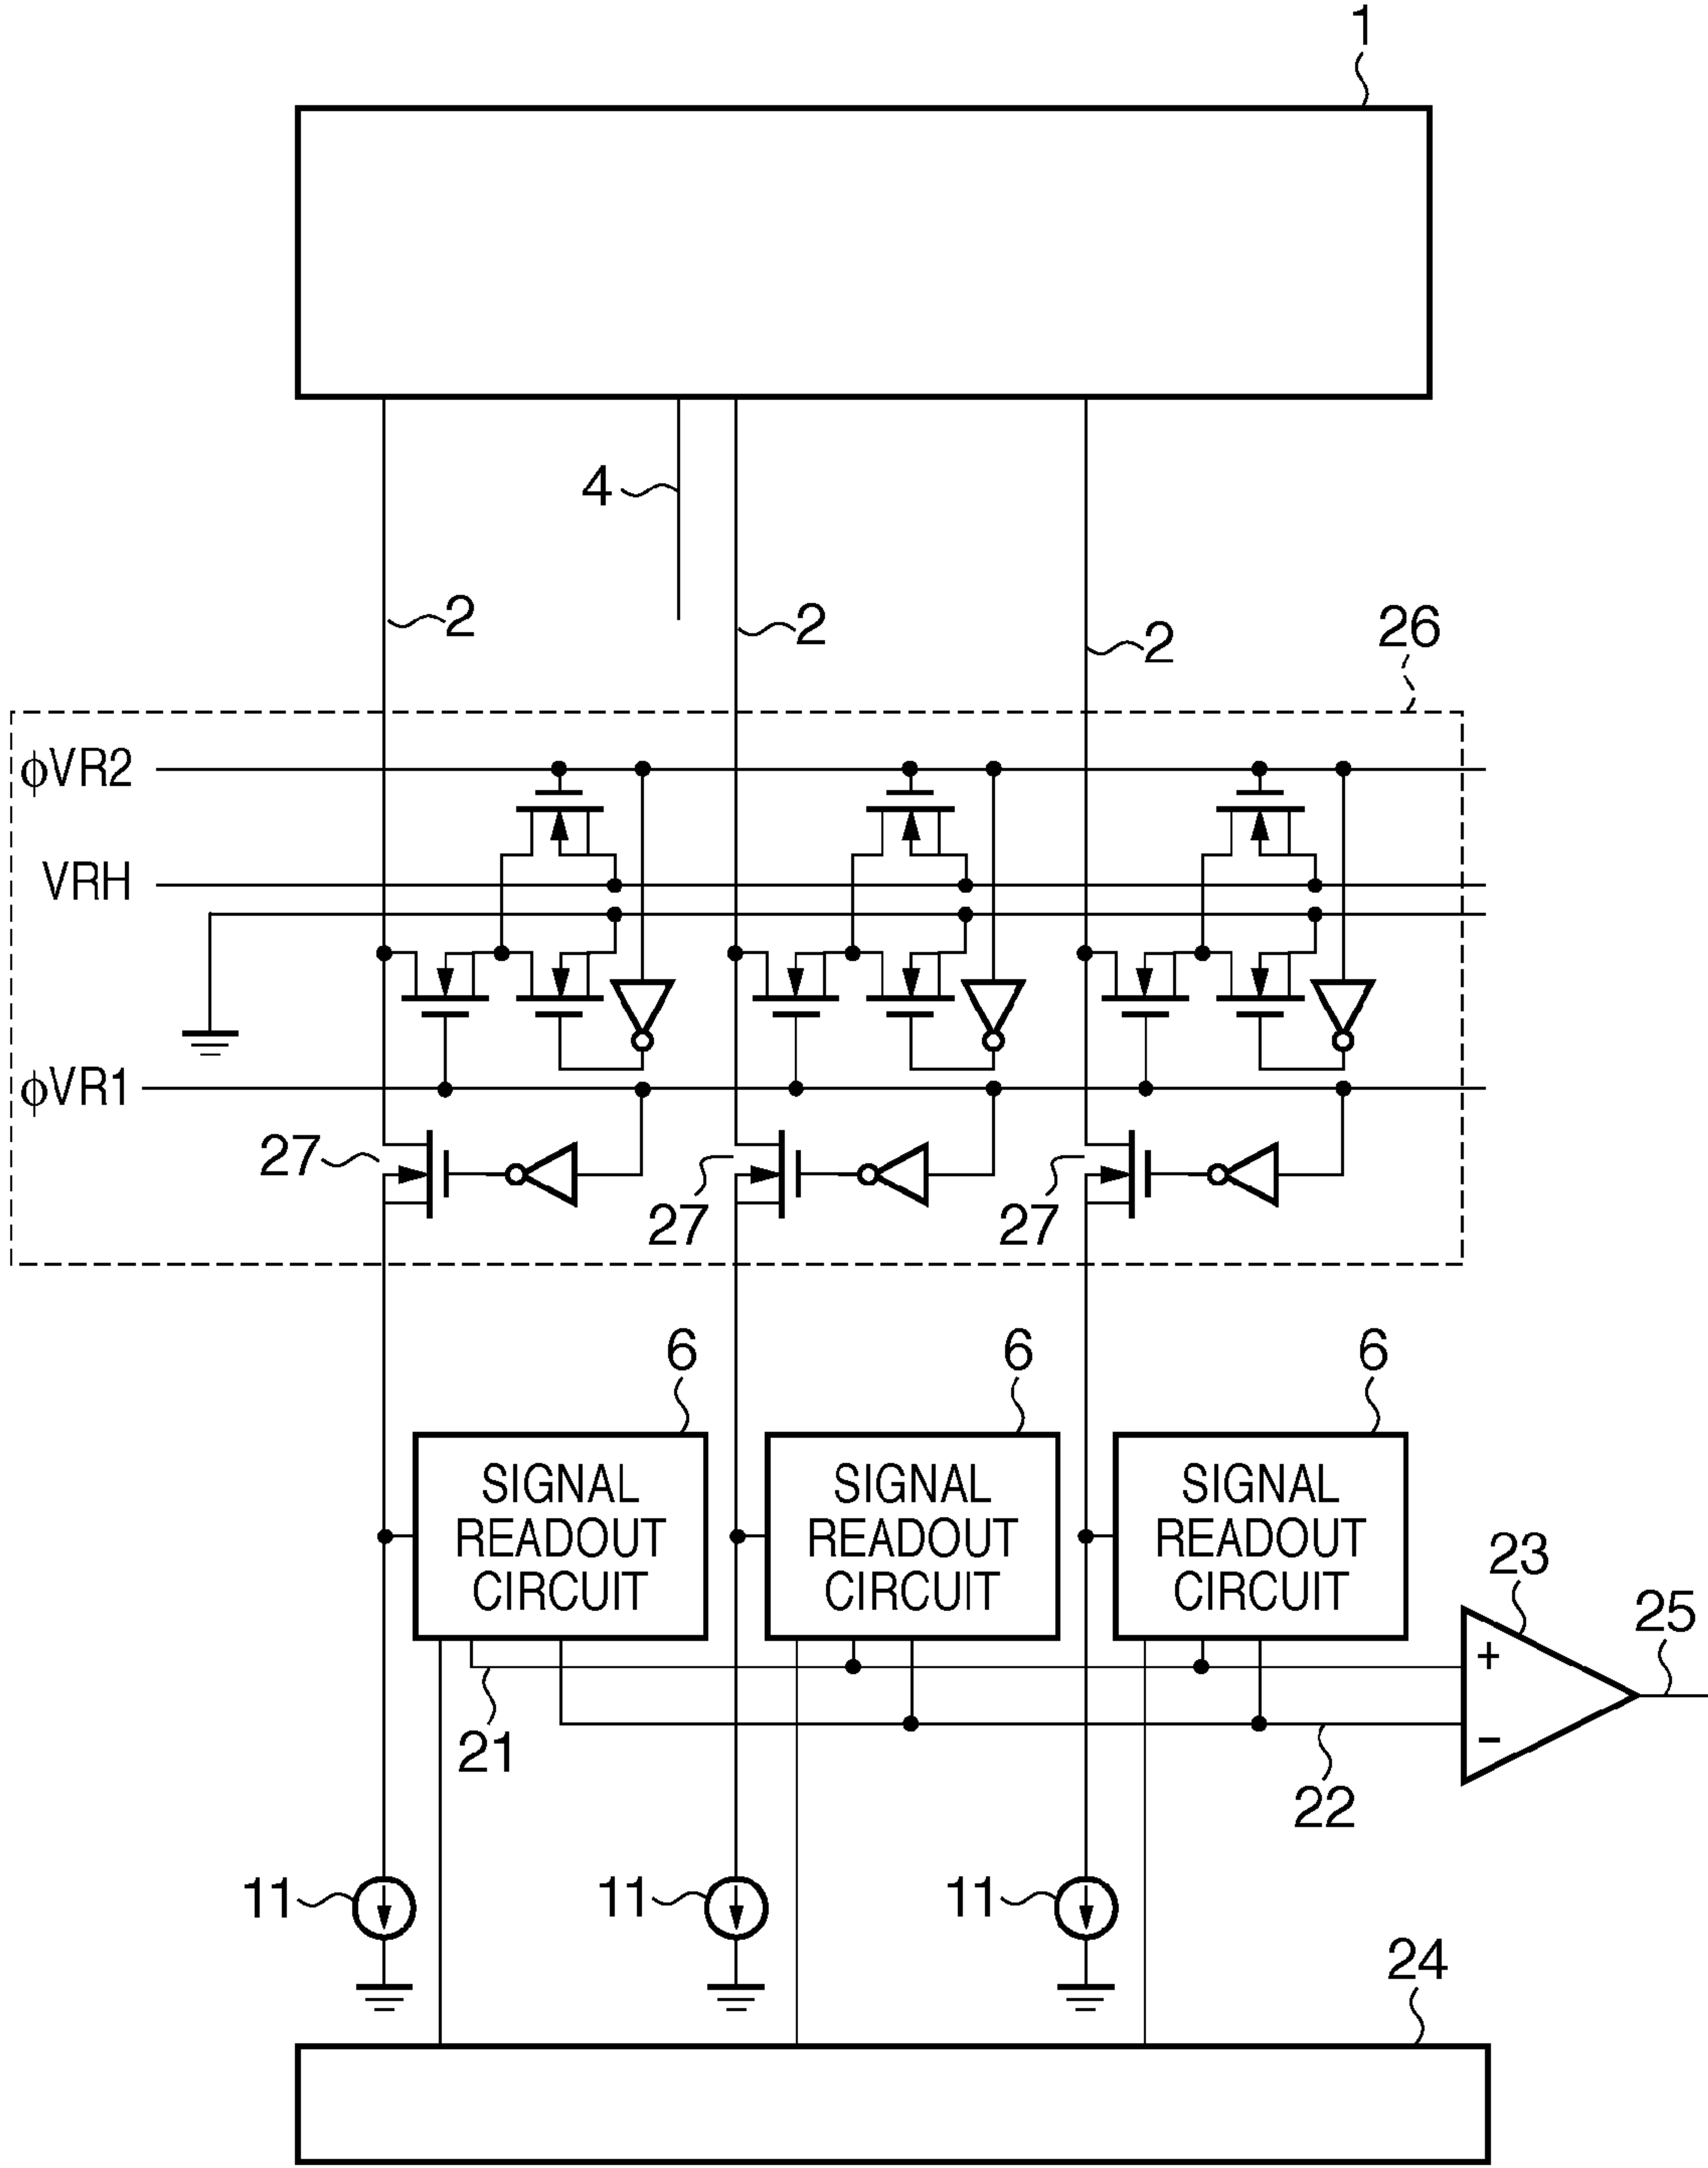 1
4
2
2
2
26
ϕVR2
VRH
ϕVR1
27
27
27
6
6
6
SIGNAL
READOUT
CIRCUIT
SIGNAL
READOUT
CIRCUIT
SIGNAL
READOUT
CIRCUIT
23
25
+
−
21
22
11
11
11
24